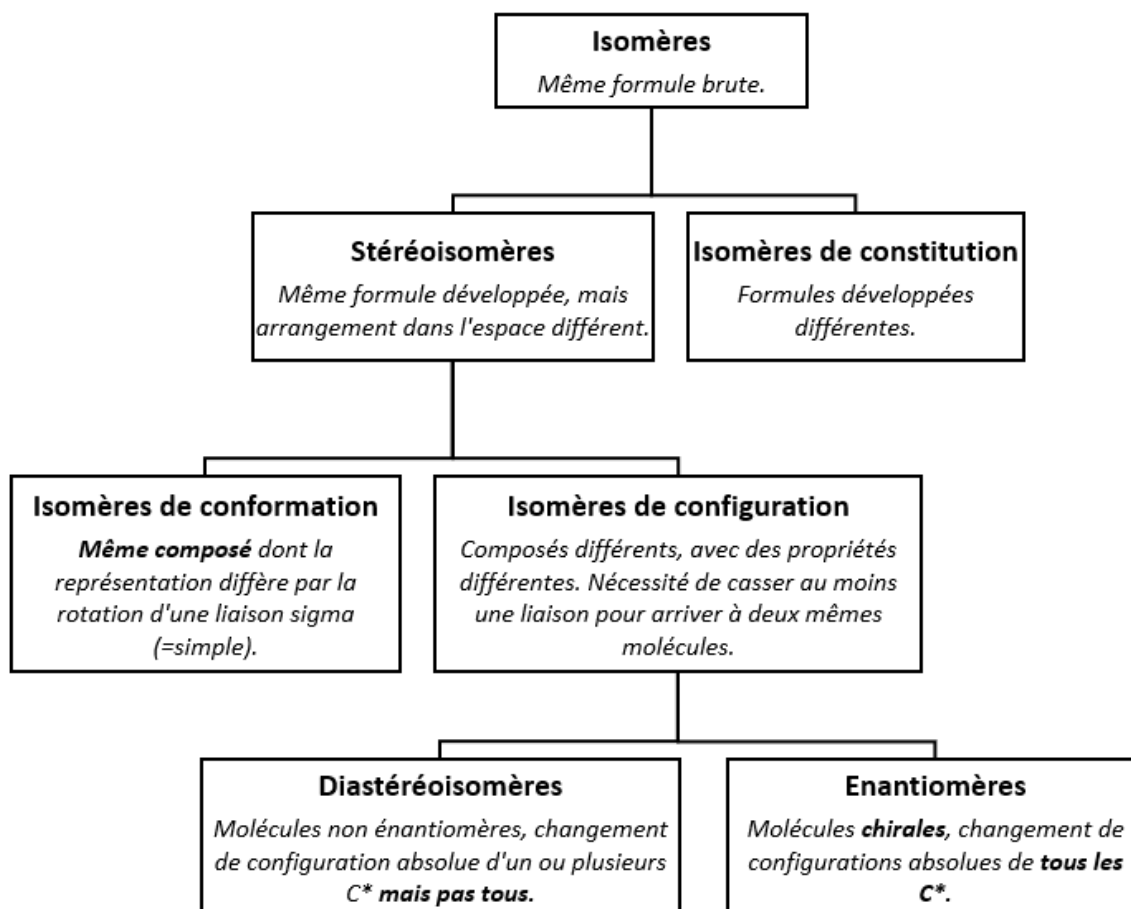 Isomères
Même formule brute.
Stéréoisomères
Même formule développée, mais
arrangement dans l'espace différent.
Isomères de constitution
Formules développées
différentes.
Isomères de conformation
Même composé dont la
représentation diffère par la
rotation d'une liaison sigma
(=simple).
Isomères de configuration
Composés différents, avec des propriétés
différentes. Nécessité de casser au moins
une liaison pour arriver à deux mêmes
molécules.
Diastéréoisomères
Molécules non énantiomères, changement
de configuration absolue d'un ou plusieurs
C* mais pas tous.
Enantiomères
Molécules chirales, changement de
configurations absolues de tous les
C*.